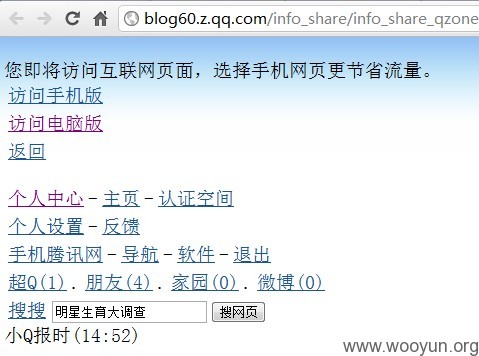 blog60.z.qq.com/info_share/info_share_qzone
您即将访问互联网页面，选择手机网页更节省流量。
访问手机版
访问电脑版
返回
个人中心-主页-认证空间
个人设置-反馈
手机腾讯网-导航-软件-退出
超Q(1).朋友(4).家园(0).微博(0)
搜搜 明星生育大调查 搜网页
小Q报时(14:52)
www.wooyun.org